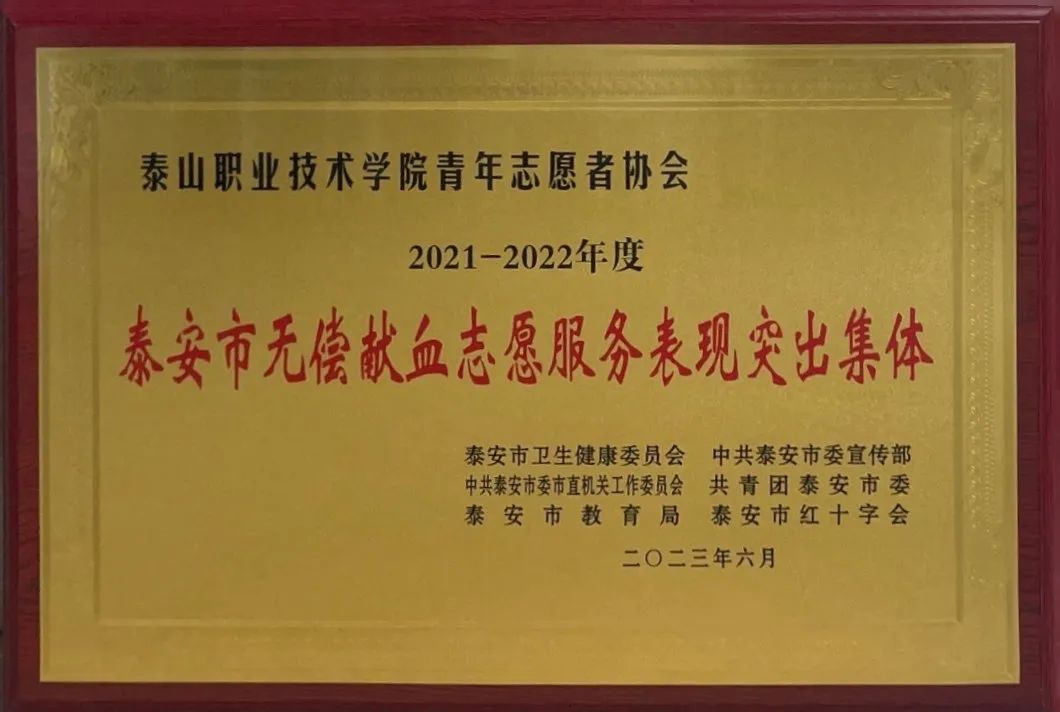 泰山职业技术学院青年志愿者协会
2021-2022年度
泰安市无偿献血志愿服务表现突出集体
泰安市卫生健康委员会 中共泰安市委宣传部
中共泰安市委市直机关工作委员会 共青团泰安市委
泰安市教育局 泰安市红十字会
二〇二三年六月